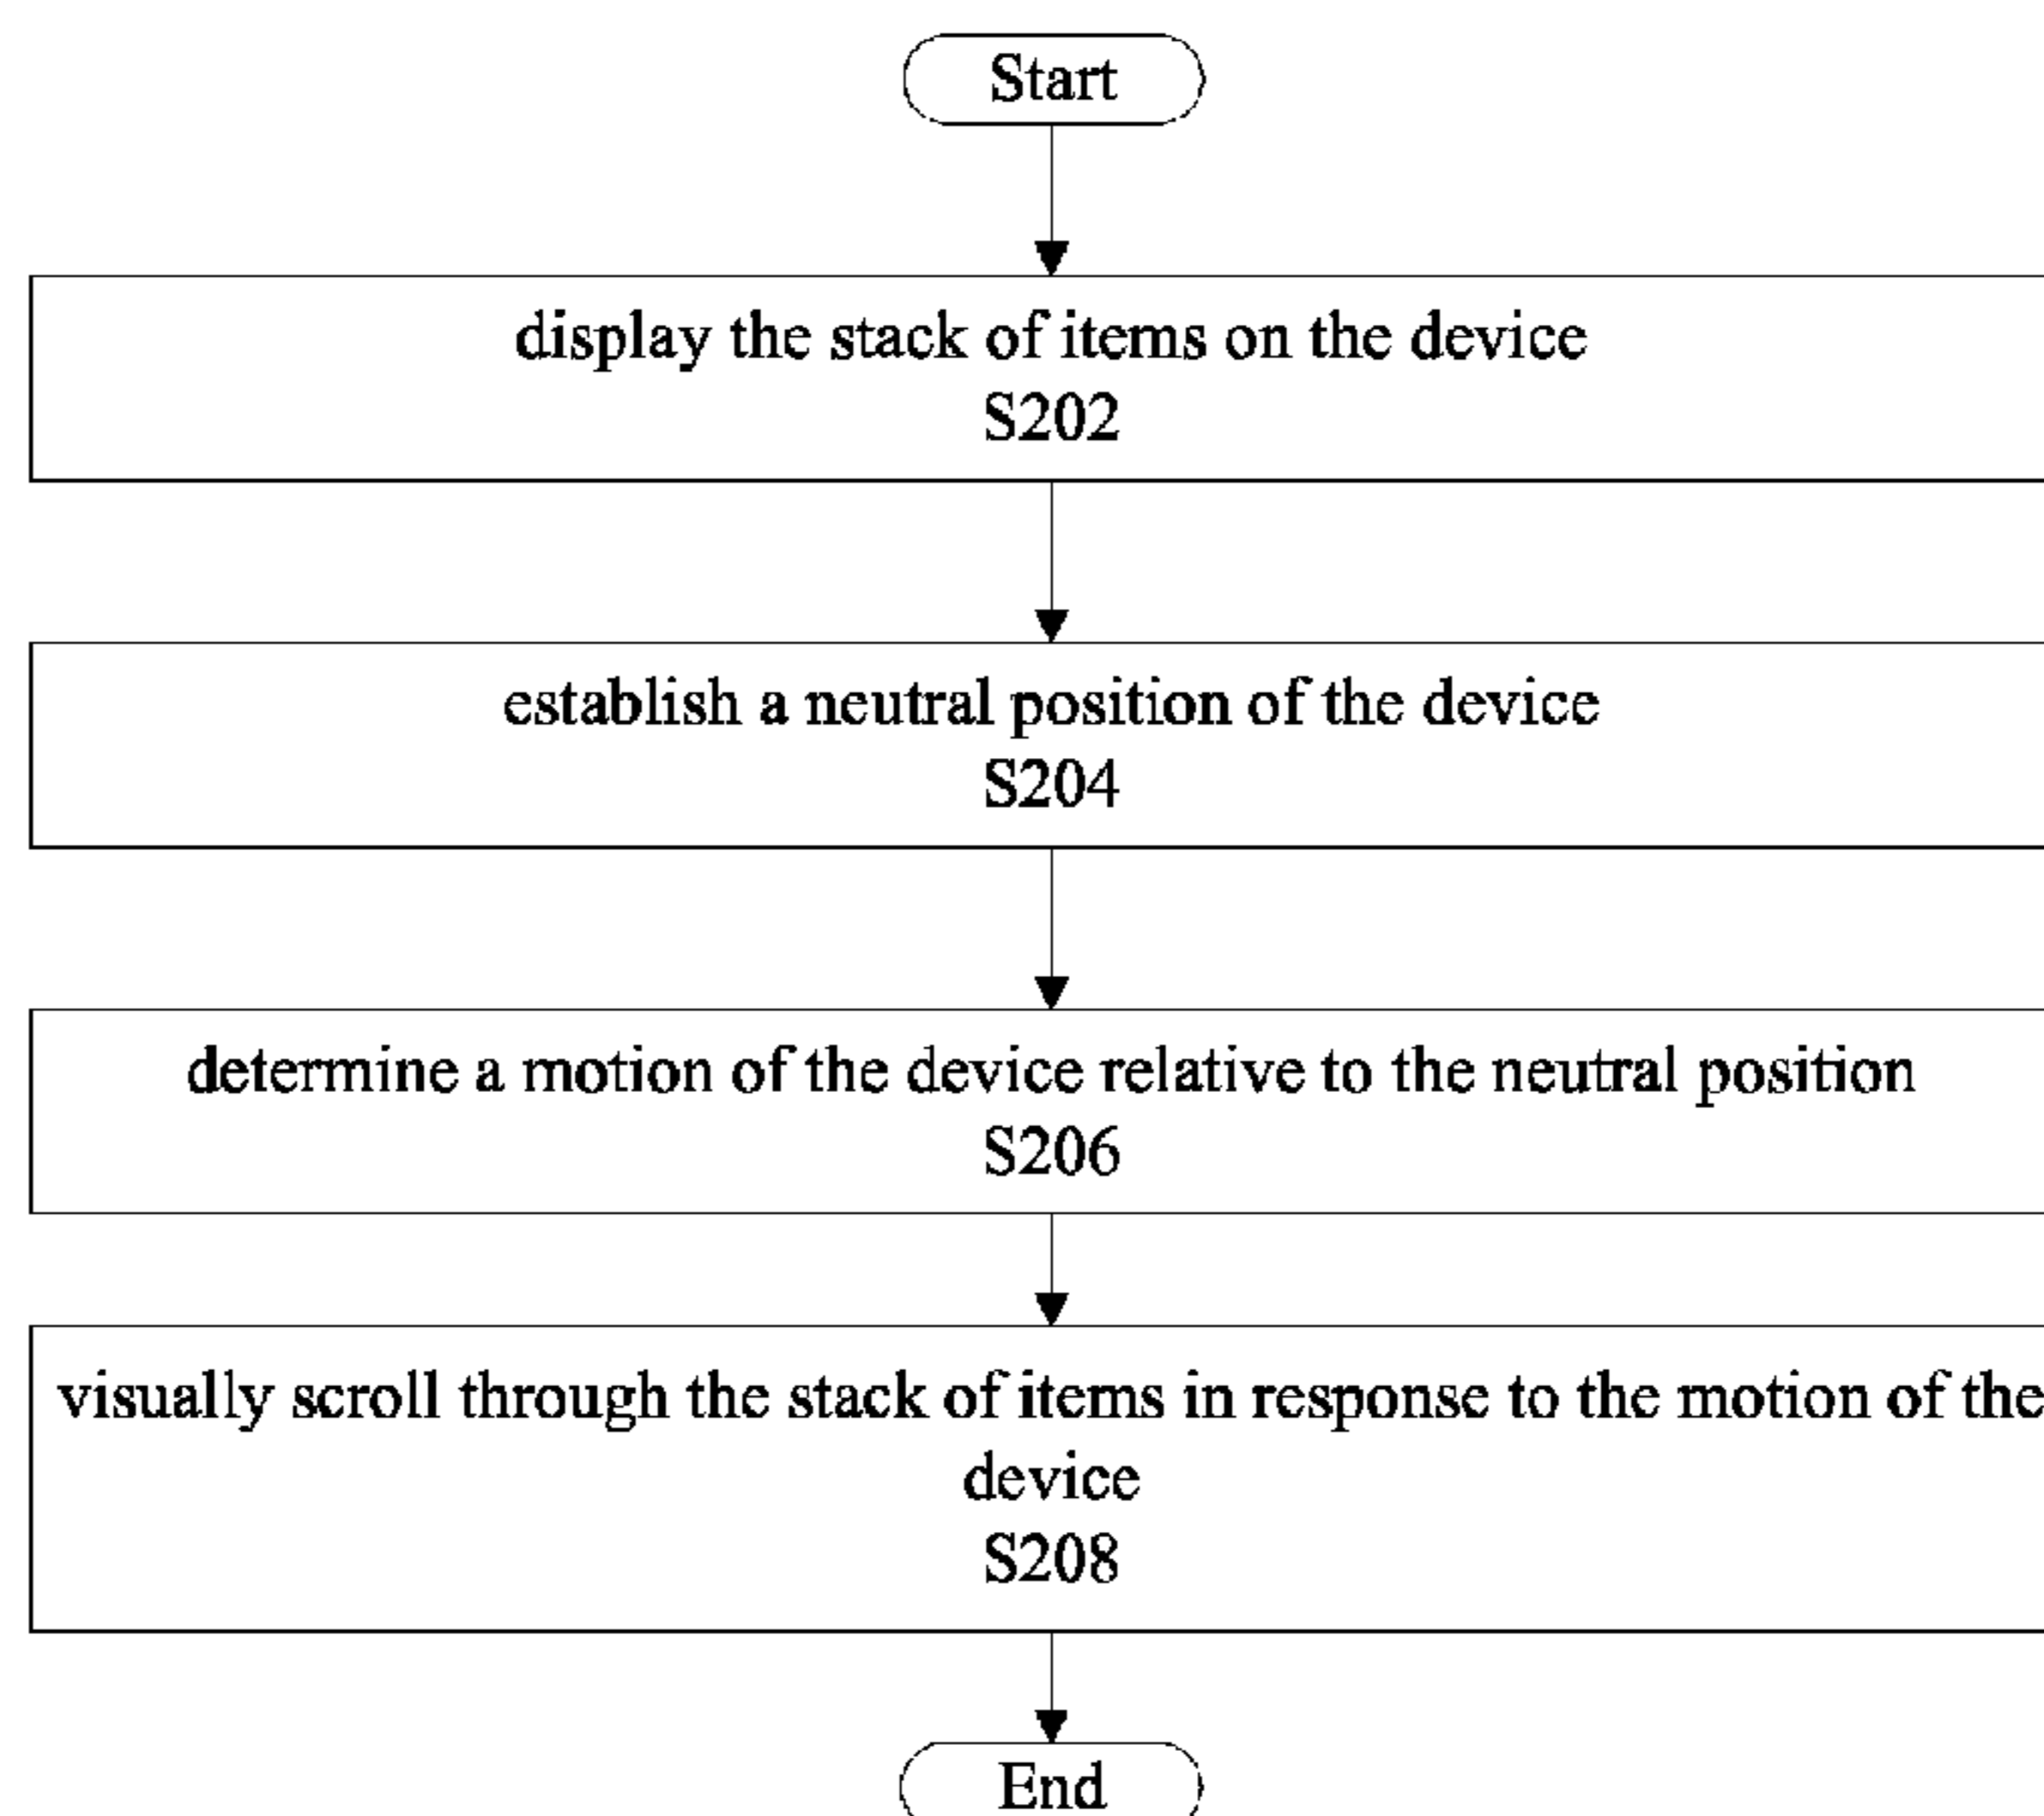 Start
display the stack of items on the device
S202
establish a neutral position of the device
S204
determine a motion of the device relative to the neutral position
S206
visually scroll through the stack of items in response to the motion of the
device
S208
End